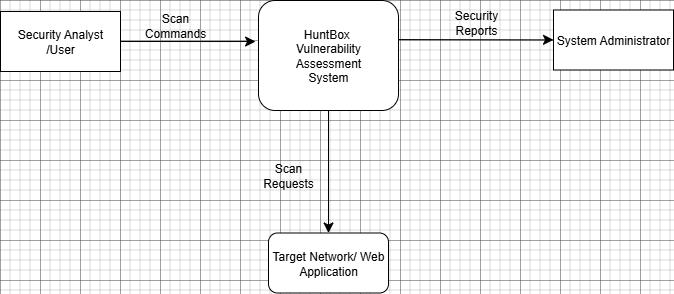 Security Analyst
/User
Scan
Commands
HuntBox
Vulnerability
Assessment
System
Security
Reports
System Administrator
Scan
Requests
Target Network/ Web
Application